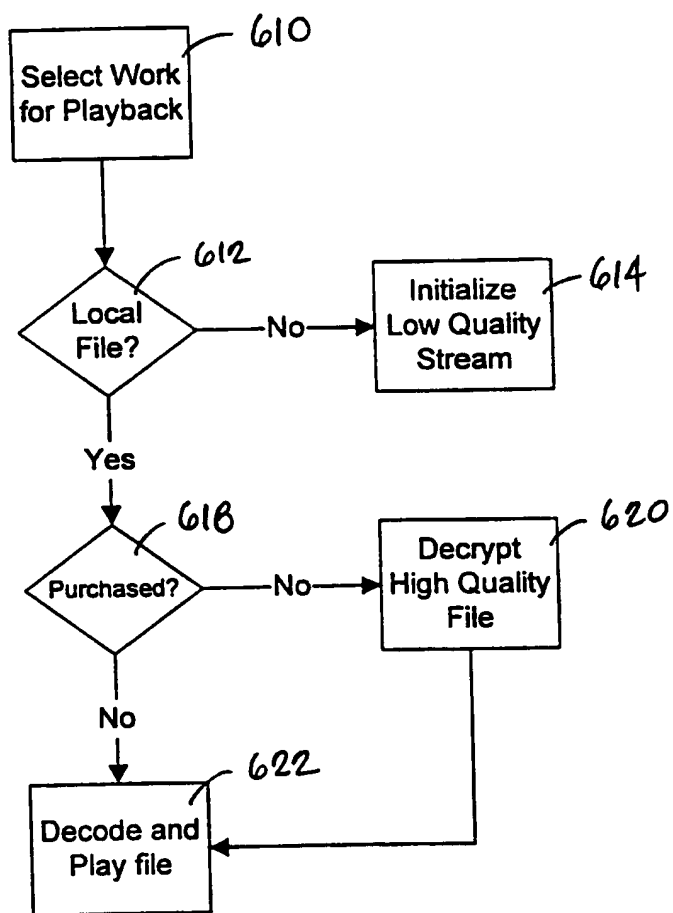 610
Select Work
for Playback
612
Local
File?
No
Initialize
Low Quality
Stream
614
Yes
618
Purchased?
No
Decrypt
High Quality
File
620
No
622
Decode and
Play file